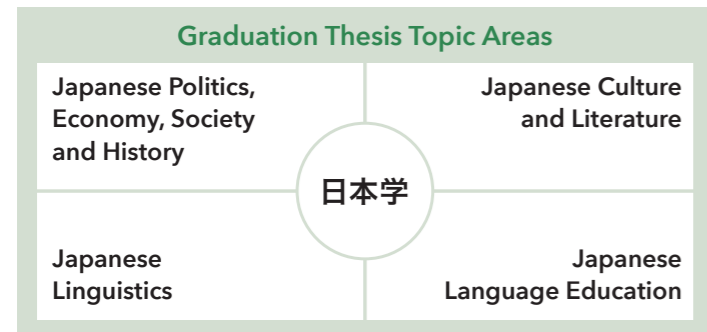 Graduation Thesis Topic Areas
Japanese Politics,
Economy, Society
and History
Japanese Culture
and Literature
日本学
Japanese
Linguistics
Japanese
Language Education